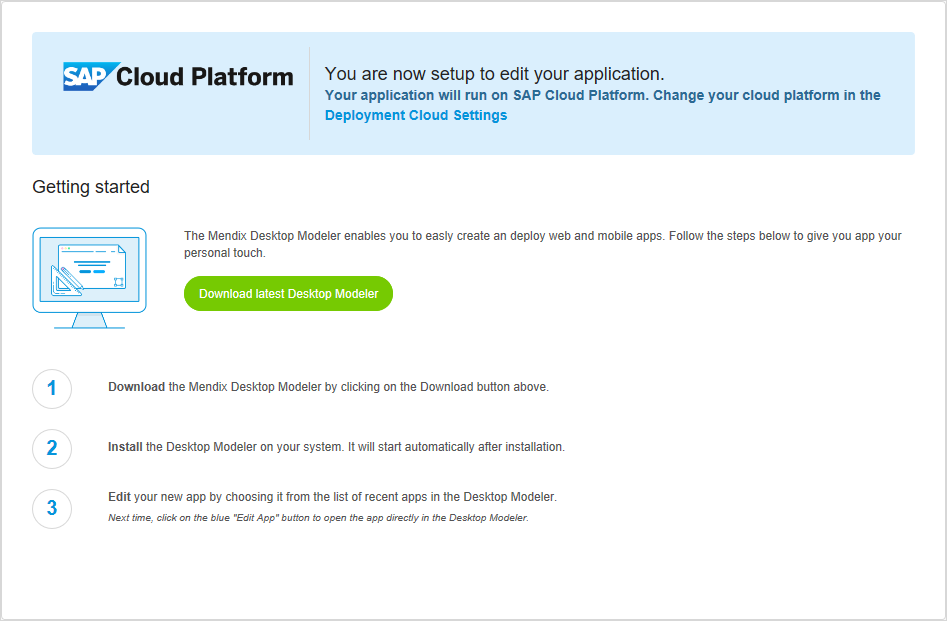 SAP Cloud Platform
You are now setup to edit your application.
Your application will run on SAP Cloud Platform. Change your cloud platform in the
Deployment Cloud Settings
Getting started
The Mendix Desktop Modeler enables you to easly create an deploy web and mobile apps. Follow the steps below to give you app your
personal touch.
Download latest Desktop Modeler
1
Download the Mendix Desktop Modeler by clicking on the Download button above.
2
Install the Desktop Modeler on your system. It will start automatically after installation.
3
Edit your new app by choosing it from the list of recent apps in the Desktop Modeler.
Next time, click on the blue "Edit App" button to open the app directly in the Desktop Modeler.